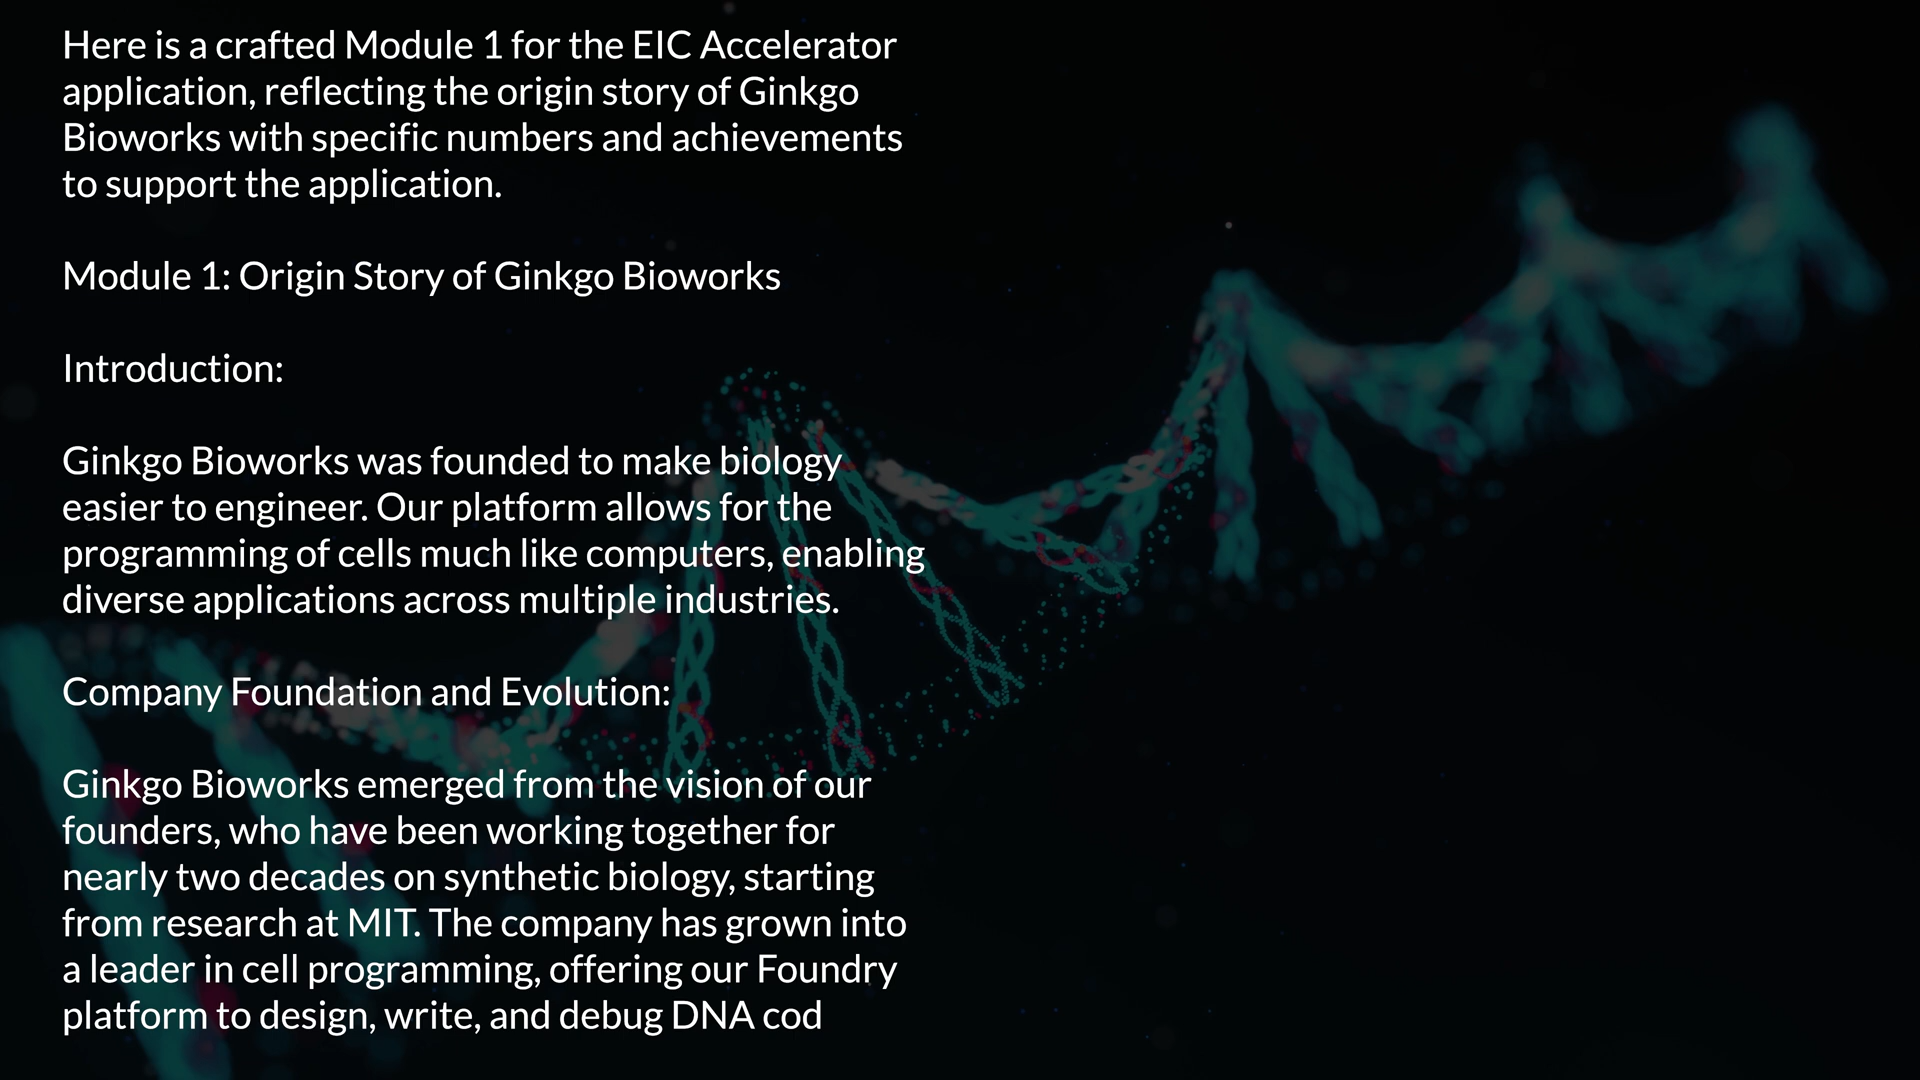 Here is a crafted Module 1 for the EIC Accelerator
application, reflecting the origin story of Ginkgo
Bioworks with specific numbers and achievements
to support the application.
Module 1: Origin Story of Ginkgo Bioworks
Introduction:
Ginkgo Bioworks was founded to make biology
easier to engineer. Our platform allows for the
programming of cells much like computers, enabling
diverse applications across multiple industries.
Company Foundation and Evolution:
Ginkgo Bioworks emerged from the vision of our
founders, who have been working together for
nearly two decades on synthetic biology, starting
from research at MIT. The company has grown into
a leader in cell programming, offering our Foundry
platform to design, write, and debug DNA cod